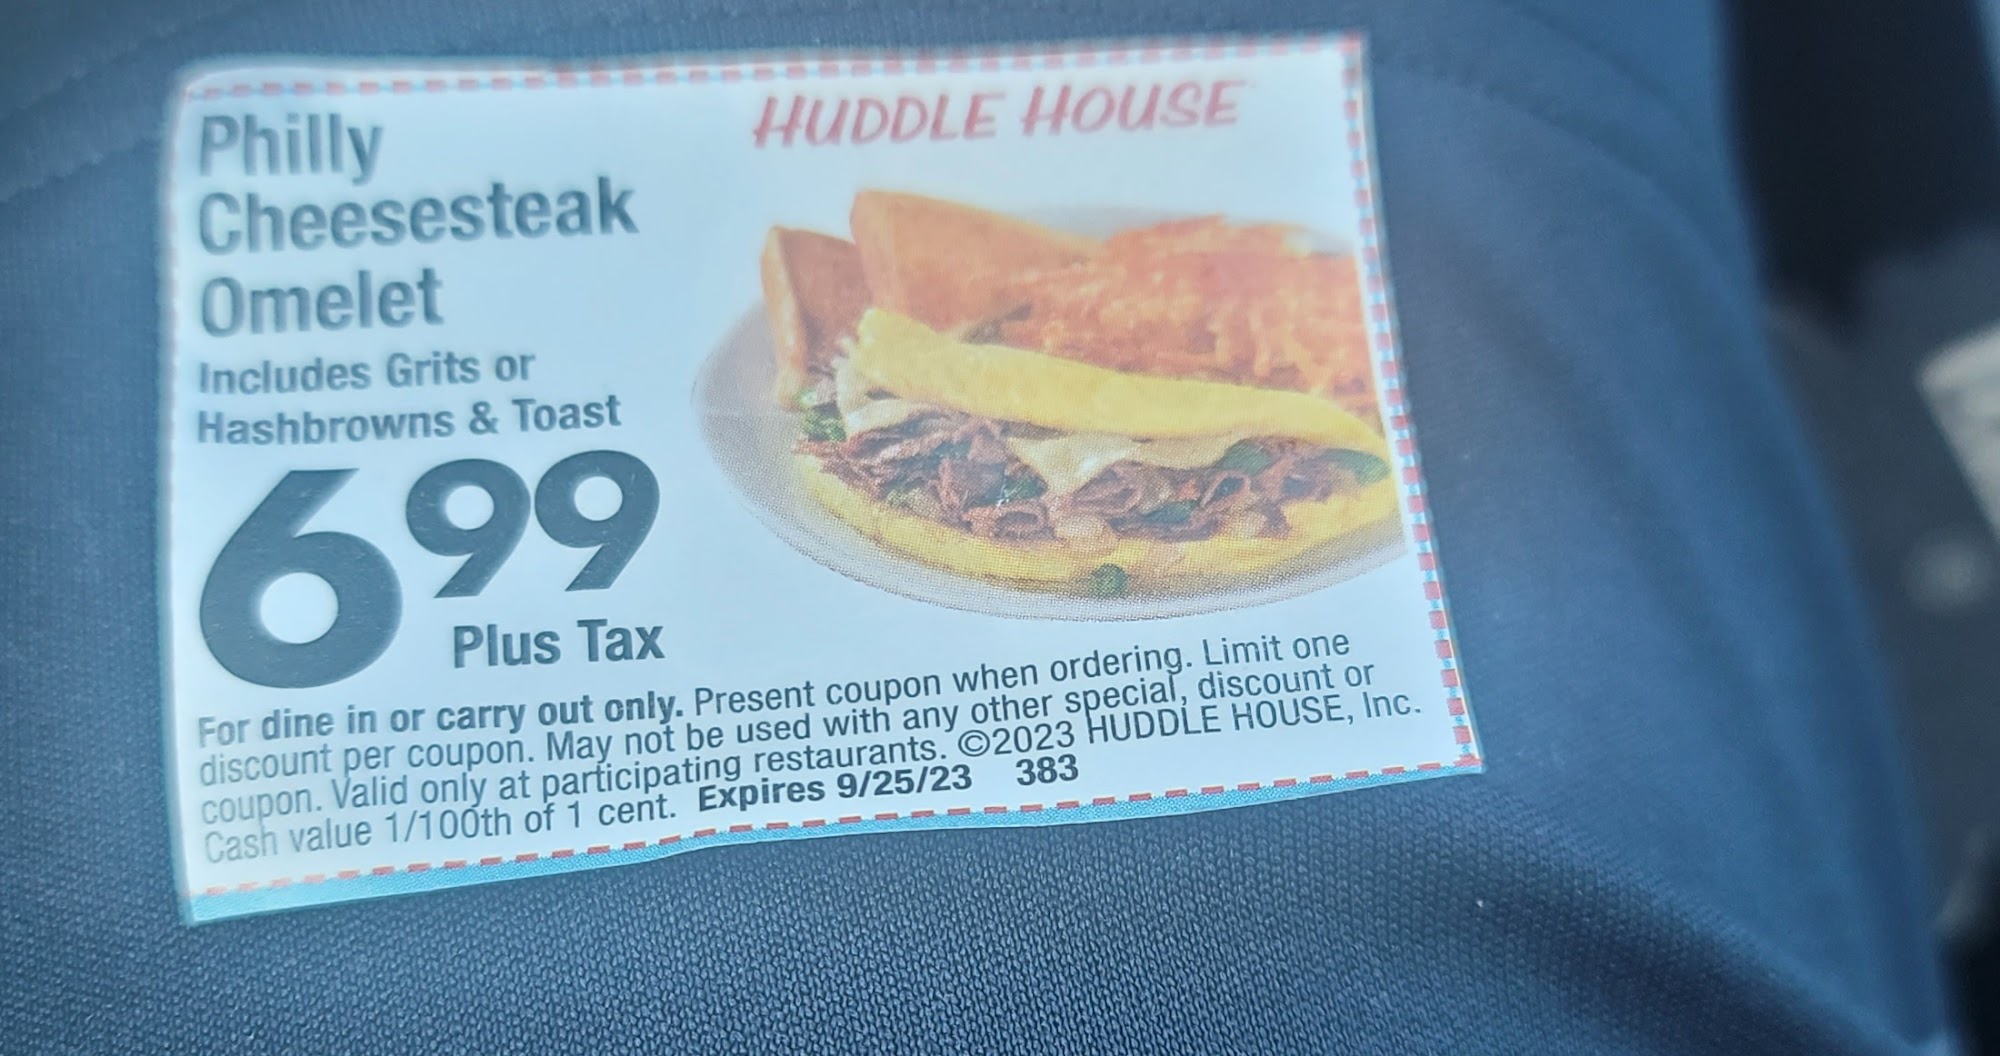 HUDDLE HOUSE
Philly
Cheesesteak
Omelet
Includes Grits or
Hashbrowns & Toast
699
Plus Tax
For dine in or carry out only. Present coupon when ordering. Limit one
discount per coupon. May not be used with any other special, discount or
coupon. Valid only at participating restaurants. ©2023 HUDDLE HOUSE, Inc.
Cash value 1/100th of 1 cent. Expires 9/25/23 383